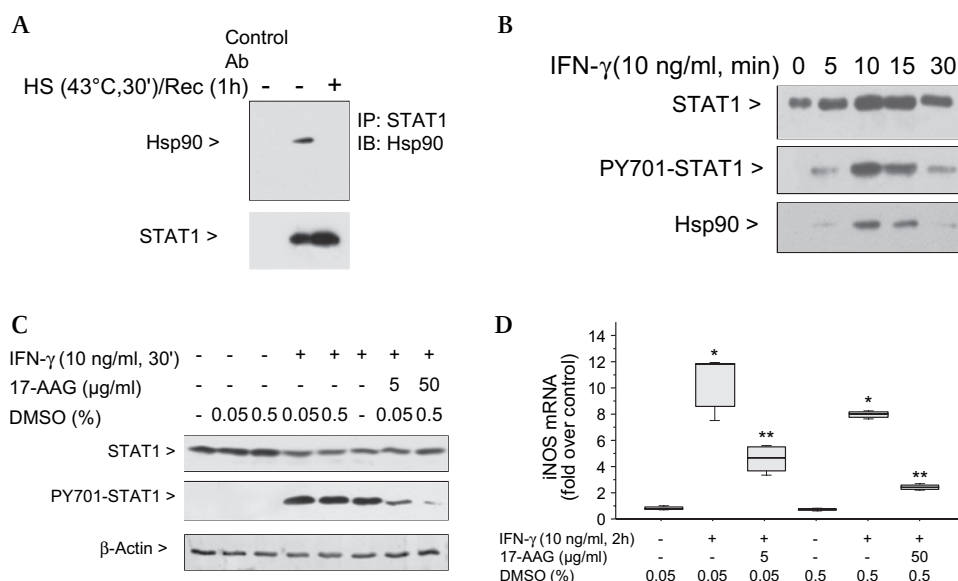 A
Control
Ab
HS (43°C,30')/Rec (1h) - - +
IP: STAT1
IB: Hsp90
Hsp90 >
STAT1 >
B
IFN-γ(10 ng/ml, min) 0 5 10 15 30
STAT1 >
PY701-STAT1 >
Hsp90 >
C
IFN-γ (10 ng/ml, 30') - - - + + + + +
17-AAG (μg/ml) - - - - - - 5 50
DMSO (%) - 0.05 0.5 0.05 0.5 - 0.05 0.5
STAT1 >
PY701-STAT1 >
β-Actin >
D
iNOS mRNA
(fold over control)
14
12
10
8
6
4
2
0
*
**
*
**
IFN-γ (10 ng/ml, 2h) - + + - + +
17-AAG (μg/ml) - - 5 - - 50
DMSO (%) 0.05 0.05 0.05 0.5 0.5 0.5